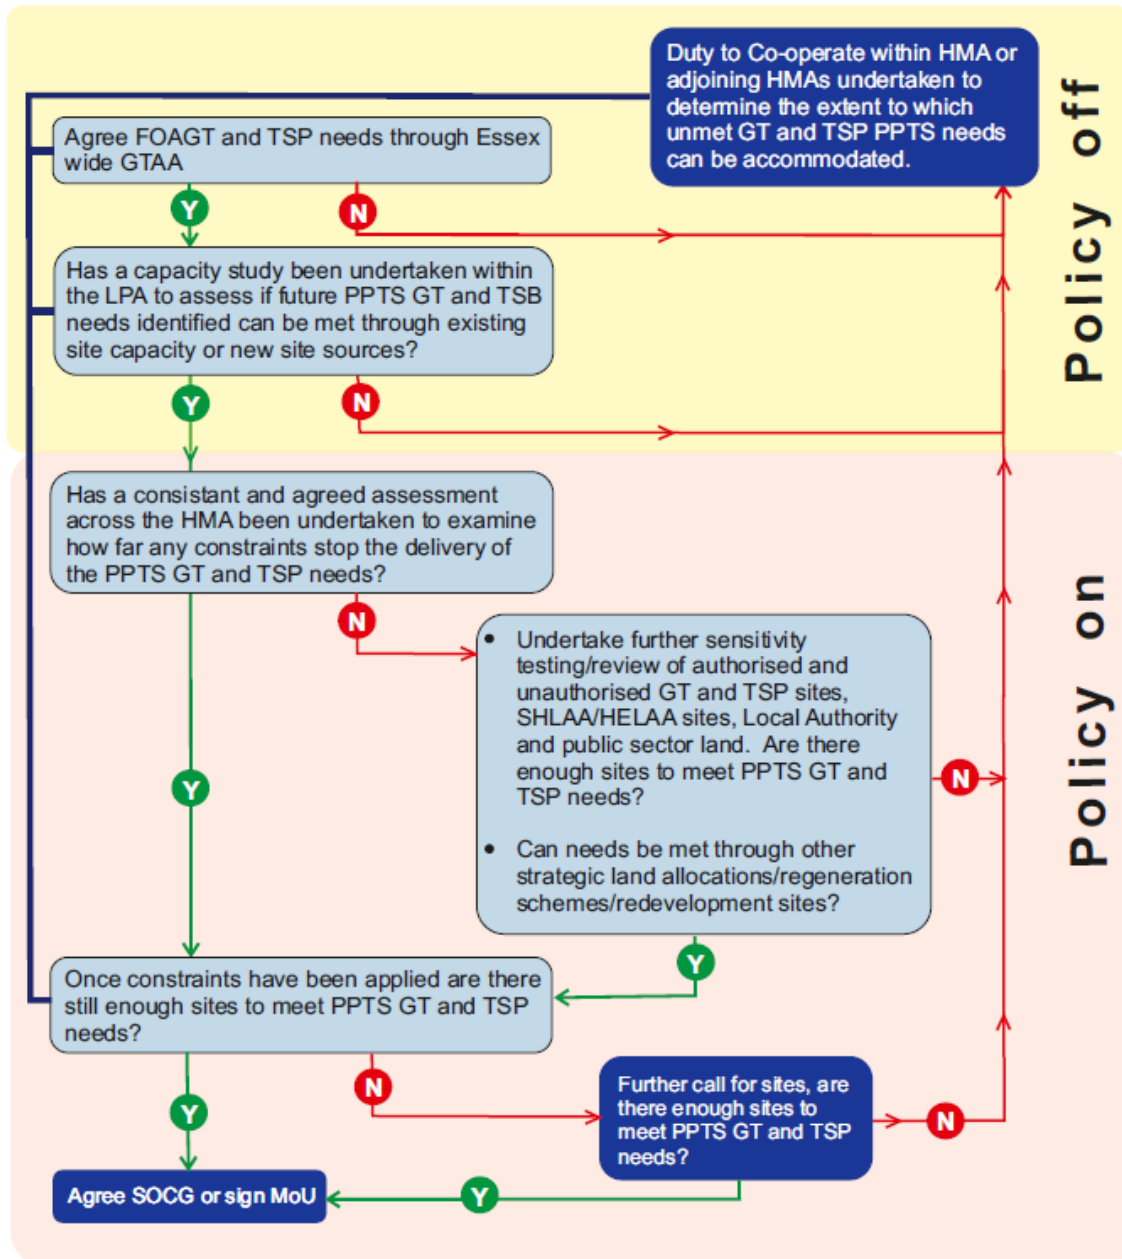 Duty to Co-operate within HMA or
adjoining HMAs undertaken to
determine the extent to which
unmet GT and TSP PPTS needs
can be accommodated.
Policy off
Agree FOAGT and TSP needs through Essex
wide GTAA
Y
N
Has a capacity study been undertaken within
the LPA to assess if future PPTS GT and TSB
needs identified can be met through existing
site capacity or new site sources?
Y
N
Policy on
Has a consistant and agreed assessment
across the HMA been undertaken to examine
how far any constraints stop the delivery of
the PPTS GT and TSP needs?
N
• Undertake further sensitivity
testing/review of authorised and
unauthorised GT and TSP sites,
SHLAA/HELAA sites, Local Authority
and public sector land. Are there
enough sites to meet PPTS GT and
TSP needs?
• Can needs be met through other
strategic land allocations/regeneration
schemes/redevelopment sites?
Y
N
Y
Once constraints have been applied are there
still enough sites to meet PPTS GT and TSP
needs?
Y
N
Further call for sites, are
there enough sites to
meet PPTS GT and TSP
needs?
N
Y
Agree SOCG or sign MoU